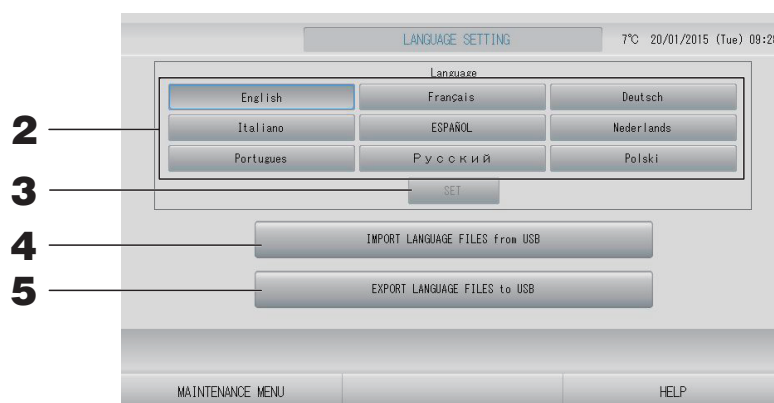 LANGUAGE SETTING 7°C 20/01/2015 (Tue) 09:28
Language
English Français Deutsch
2 Italiano ESPAÑOL Nederlands
Portugues Русский Polski
3 SET
4 IMPORT LANGUAGE FILES from USB
5 EXPORT LANGUAGE FILES to USB
MAINTENANCE MENU HELP